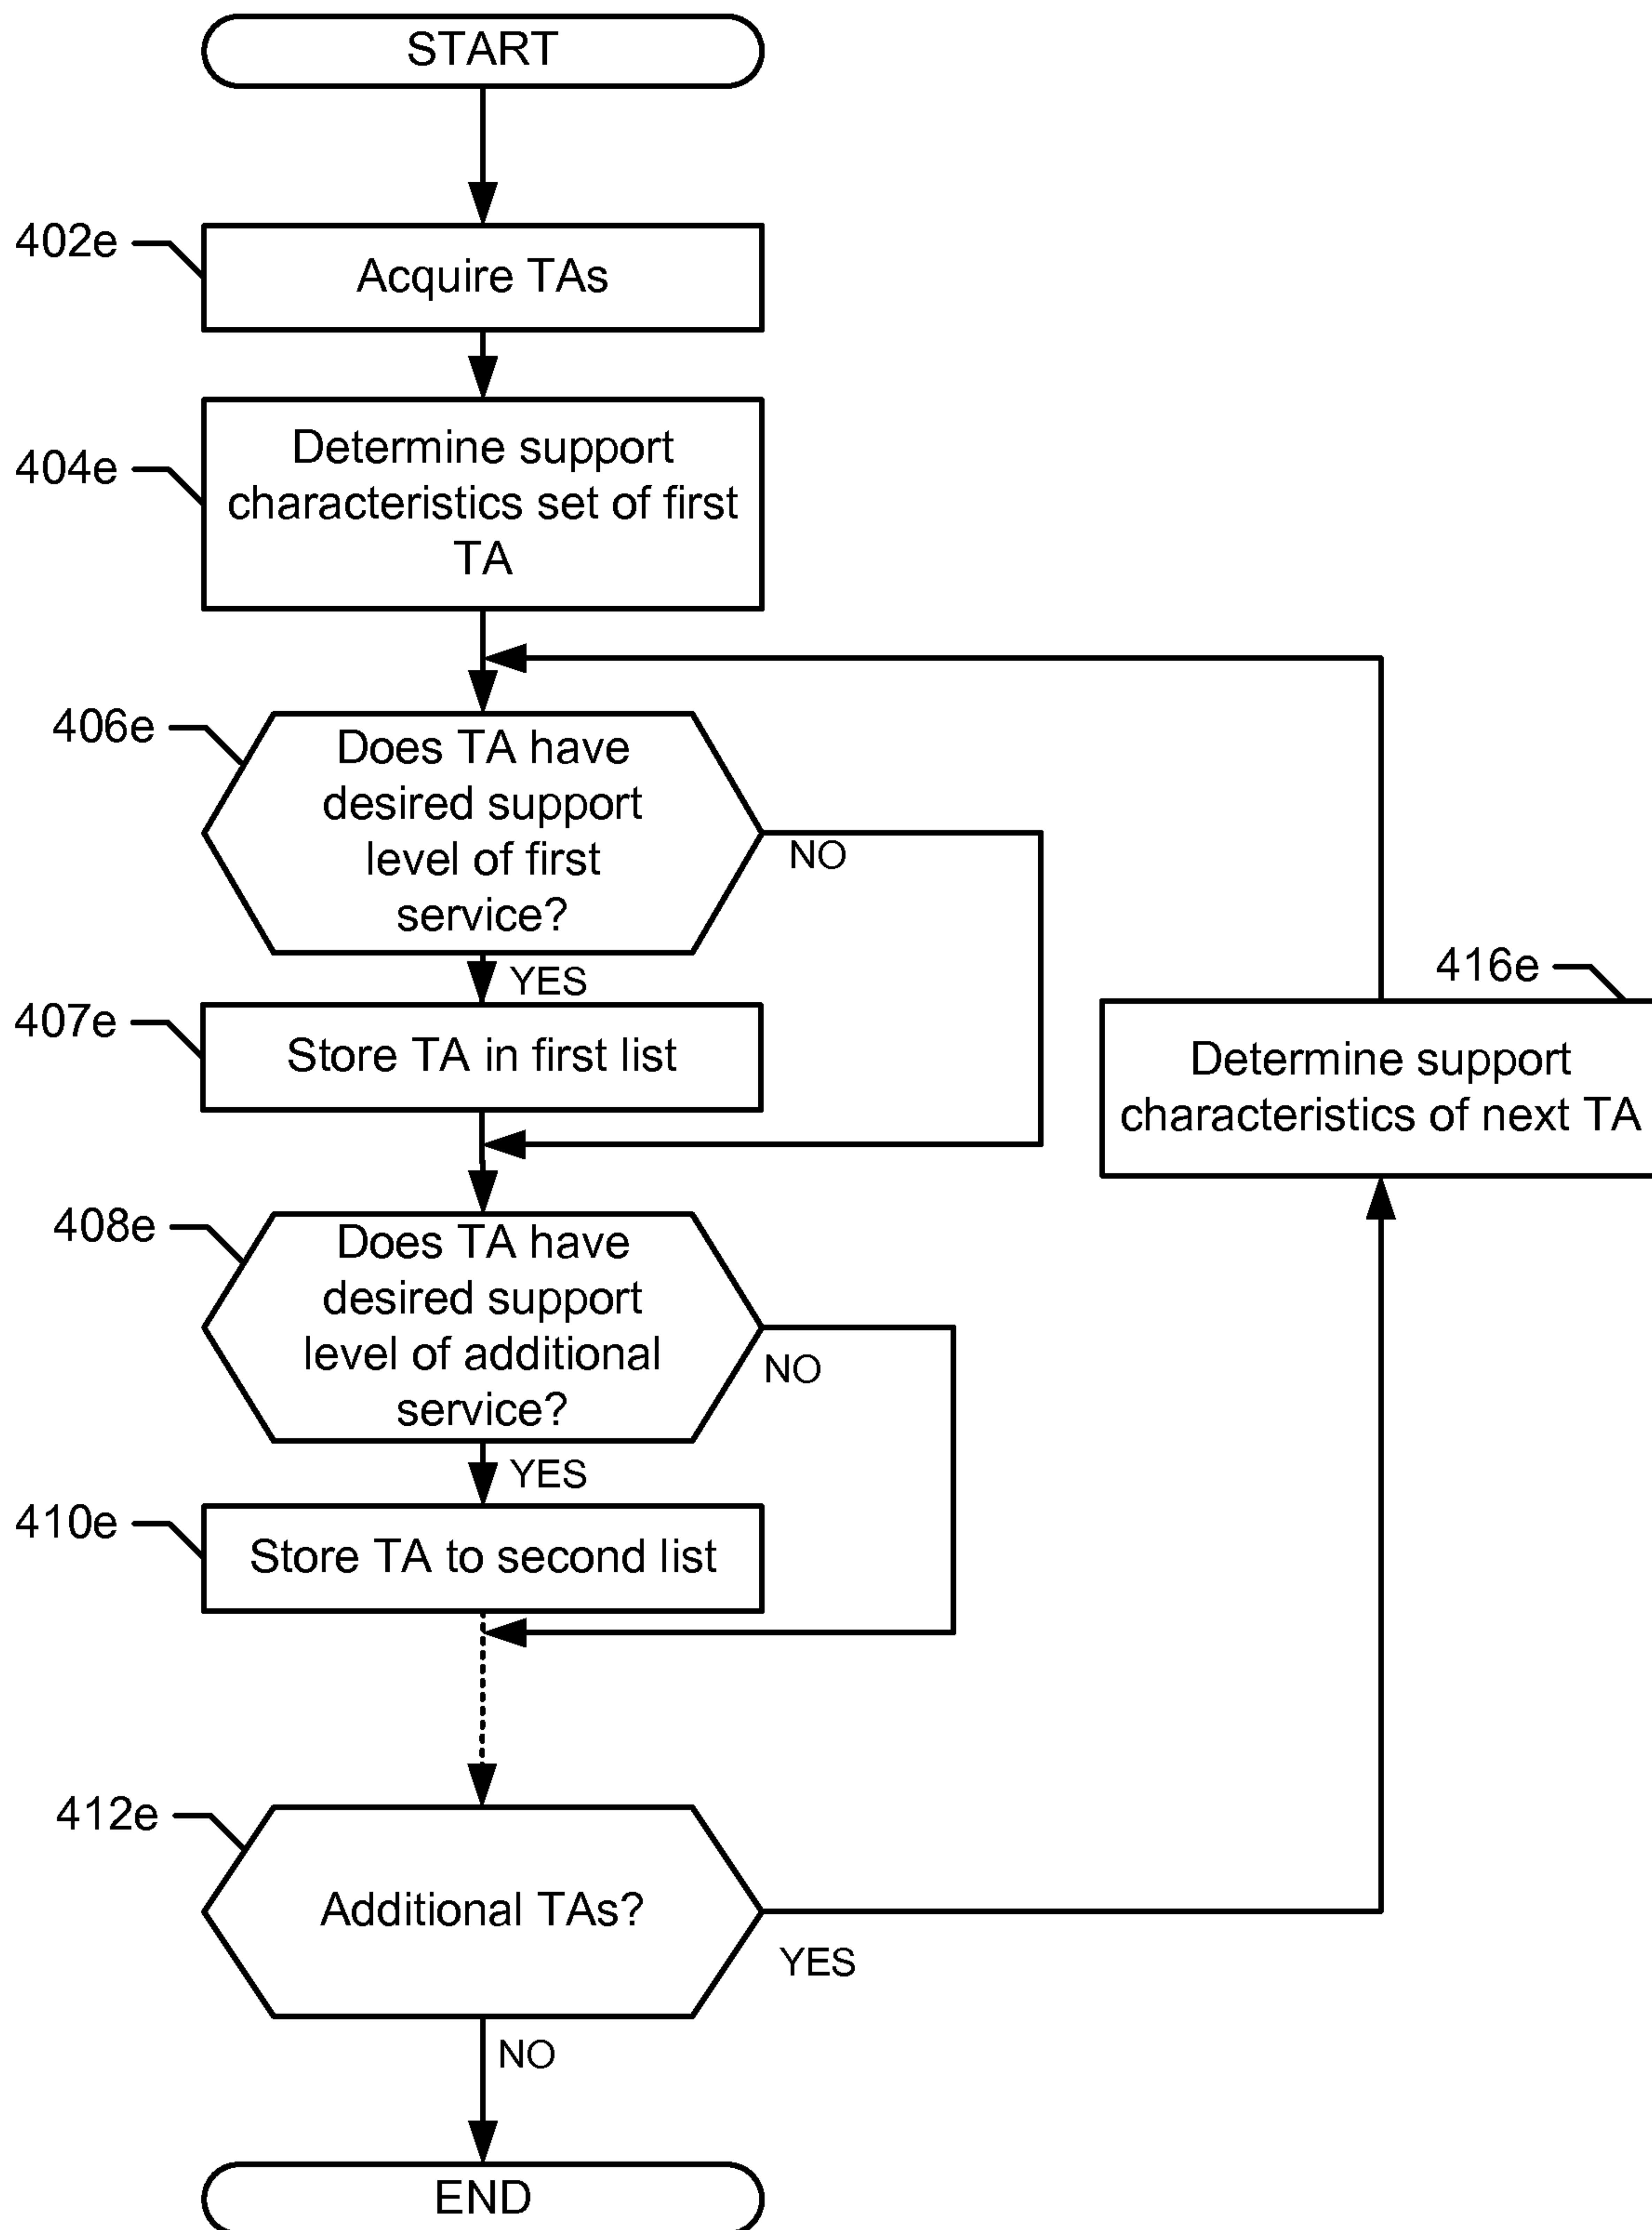 START
402e
Acquire TAs
404e
Determine support
characteristics set of first
TA
406e
Does TA have
desired support
level of first
service?
NO
YES
416e
407e
Store TA in first list
Determine support
characteristics of next TA
408e
Does TA have
desired support
level of additional
service?
NO
YES
410e
Store TA to second list
412e
Additional TAs?
YES
NO
END